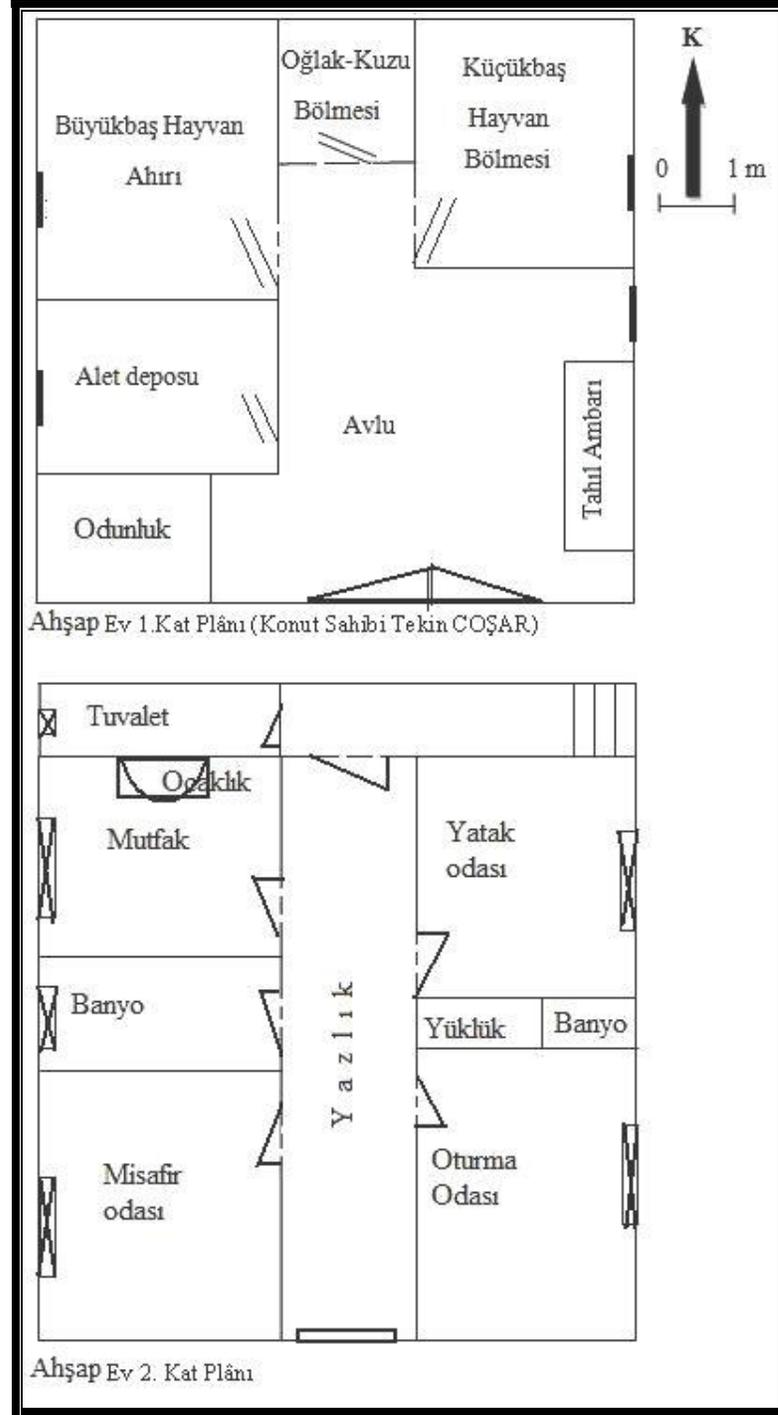 Oğlak-Kuzu
Bölmesi
Küçükbaş
Hayvan
Bölmesi
K
0 1 m
Büyükbaş Hayvan
Ahırı
Alet deposu
Avlu
Tahıl Ambarı
Odunluk
Ahşap Ev 1.Kat Plânı (Konut Sahibi Tekin COŞAR)
Tuvalet
Ocaklık
Mutfak
Yatak
odası
Banyo
Yazlık
Yüklük
Banyo
Misafir
odası
Oturma
Odası
Ahşap Ev 2. Kat Plânı